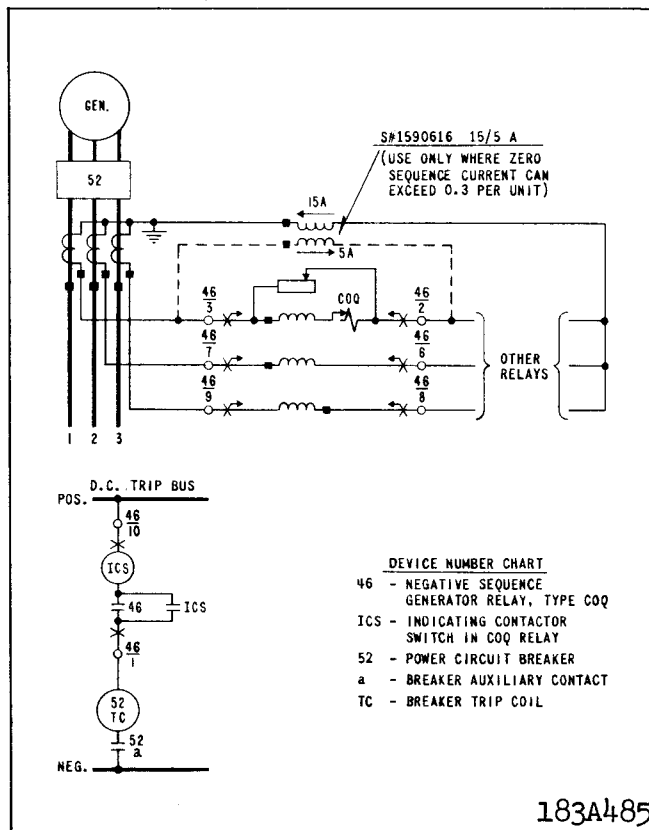 GEN.
52
S#1590616 15/5 A
(USE ONLY WHERE ZERO
SEQUENCE CURRENT CAN
EXCEED 0.3 PER UNIT)
15A
5A
46
3
COQ
46
2
46
7
46
6
46
9
46
8
OTHER
RELAYS
1 2 3
D.C. TRIP BUS
POS.
46
10
ICS
46
ICS
46
1
52
TC
52
a
NEG.
DEVICE NUMBER CHART
46 - NEGATIVE SEQUENCE
GENERATOR RELAY, TYPE COQ
ICS - INDICATING CONTACTOR
SWITCH IN COQ RELAY
52 - POWER CIRCUIT BREAKER
a - BREAKER AUXILIARY CONTACT
TC - BREAKER TRIP COIL
183A485